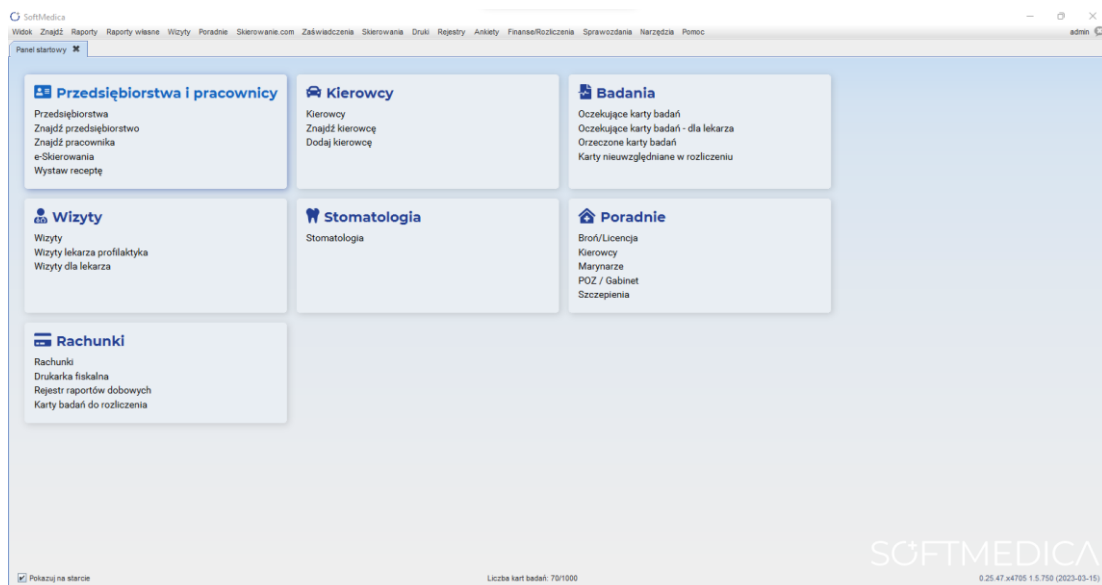 SoftMedica
Widok Znajdź Raporty Raporty własne Wizyty Poradnie Skierowanie.com Zaświadczenia Skierowania Druki Rejestry Ankiety Finanse/Rozliczenia Sprawozdania Narzędzia Pomoc admin
Panel startowy
Przedsiębiorstwa i pracownicy
Przedsiębiorstwa
Znajdź przedsiębiorstwo
Znajdź pracownika
e-Skierowania
Wystaw receptę
Kierowcy
Kierowcy
Znajdź kierowcę
Dodaj kierowcę
Badania
Oczekujące karty badań
Oczekujące karty badań - dla lekarza
Orzeczone karty badań
Karty nieuwzględniane w rozliczeniu
Wizyty
Wizyty
Wizyty lekarza profilaktyka
Wizyty dla lekarza
Stomatologia
Stomatologia
Poradnie
Broń/Licencja
Kierowcy
Marynarze
POZ / Gabinet
Szczepienia
Rachunki
Rachunki
Drukarka fiskalna
Rejestr raportów dobowych
Karty badań do rozliczenia
SOFTMEDICA
Pokazuj na starcie
Liczba kart badań: 70/1000
0.25.47.x4705 1.5.750 (2023-03-15)